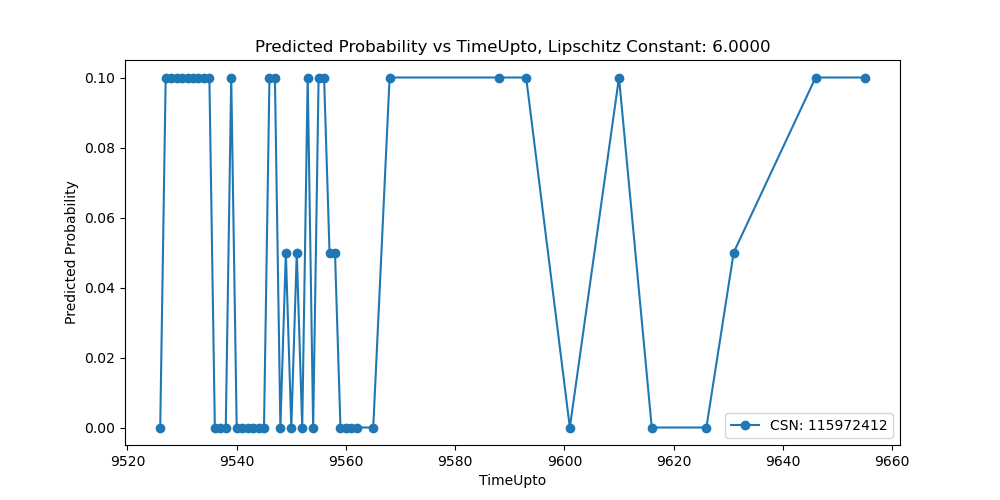 Predicted Probability vs TimeUpto, Lipschitz Constant: 6.0000
Predicted Probability
0.10
0.08
0.06
0.04
0.02
0.00
CSN: 115972412
9520 9540 9560 9580 9600 9620 9640 9660
TimeUpto